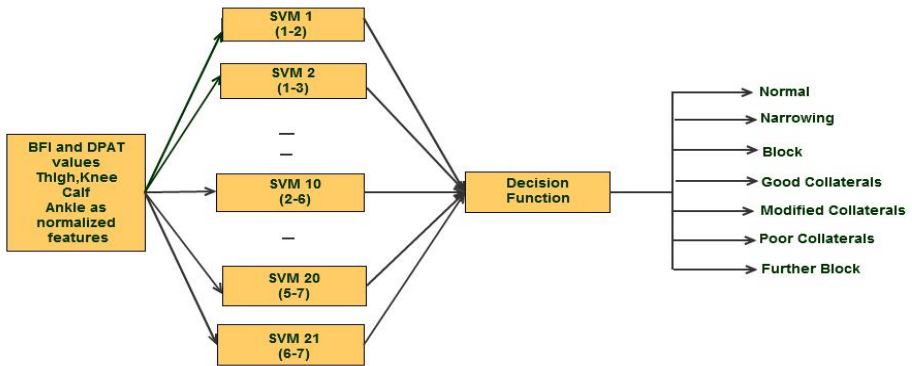 BFI and DPAT
values
Thigh,Knee
Calf
Ankle as
normalized
features
SVM 1
(1-2)
SVM 2
(1-3)
SVM 10
(2-6)
SVM 20
(5-7)
SVM 21
(6-7)
Decision
Function
Normal
Narrowing
Block
Good Collaterals
Modified Collaterals
Poor Collaterals
Further Block